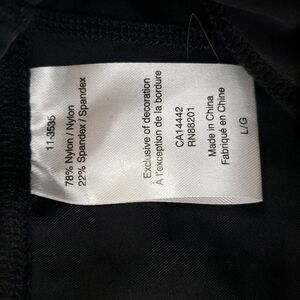 11-3535
78% Nylon / Nylon
22% Spandex / Spandex
Exclusive of decoration
À l'exception de la bordure
CA14442
RN88201
Made in China
Fabriqué en Chine
L/G